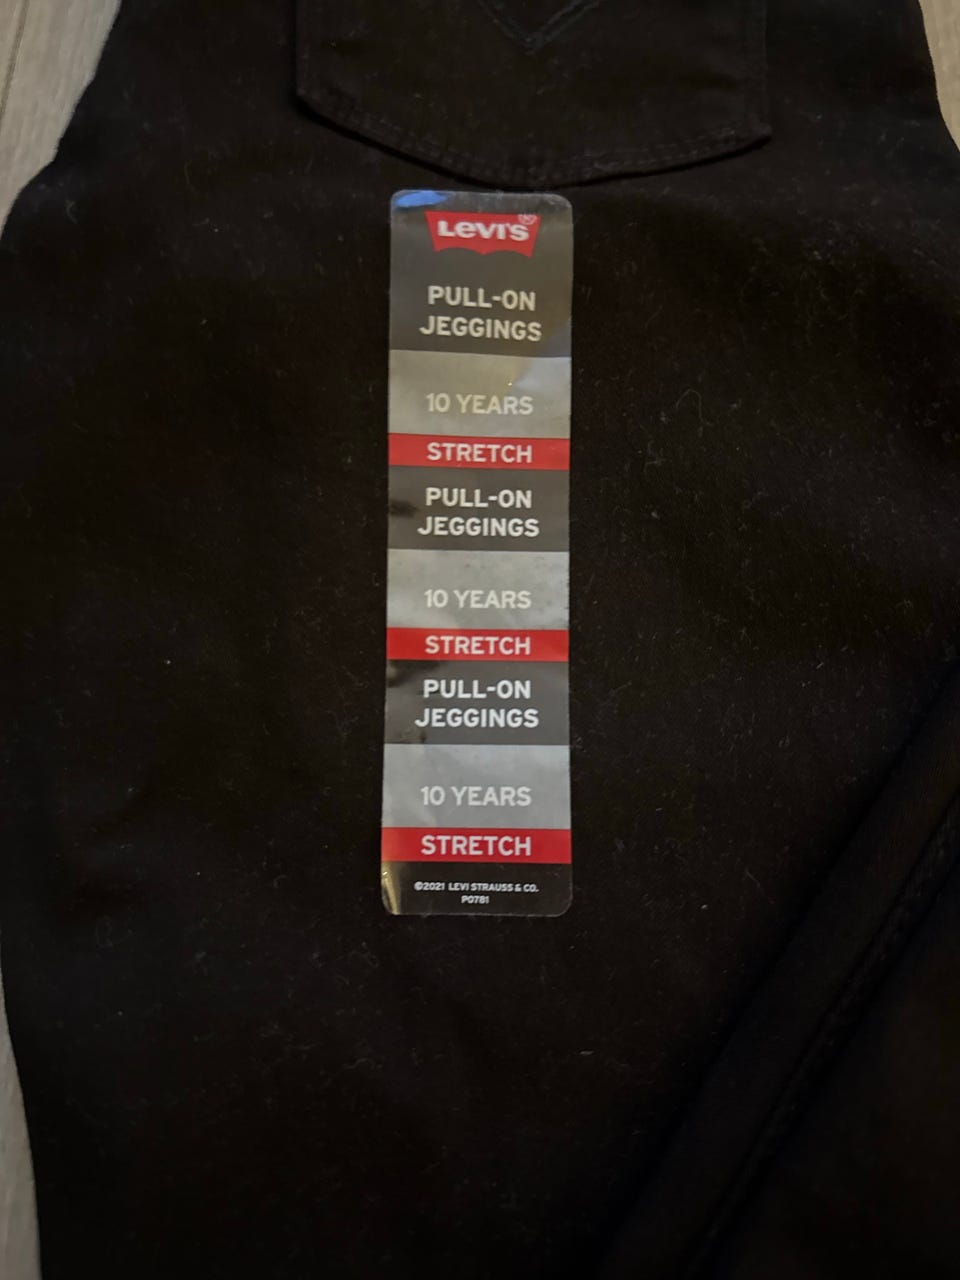 Levi's®
PULL-ON
JEGGINGS
10 YEARS
STRETCH
PULL-ON
JEGGINGS
10 YEARS
STRETCH
PULL-ON
JEGGINGS
10 YEARS
STRETCH
©2021 LEVI STRAUSS & CO.
P0781